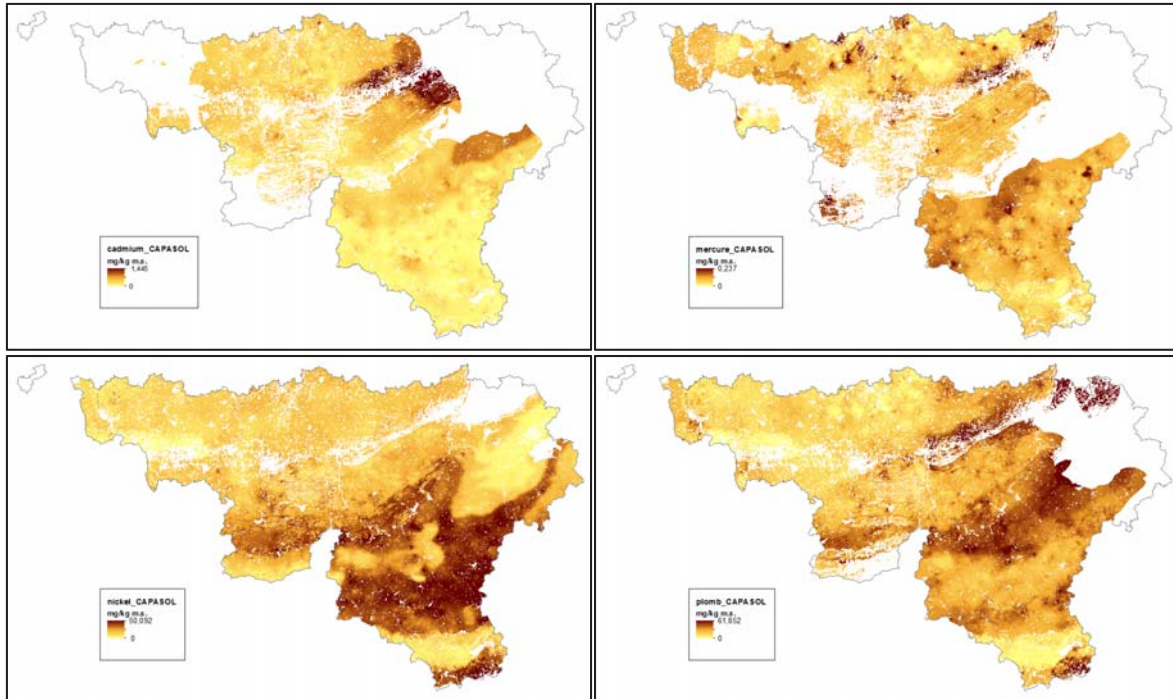 cadmium_CAPASOL
mg/kg m.s.
1,445
0
mercure_CAPASOL
mg/kg m.s.
0,237
0
nickel_CAPASOL
mg/kg m.s.
50,092
0
plomb_CAPASOL
mg/kg m.s.
61,852
0